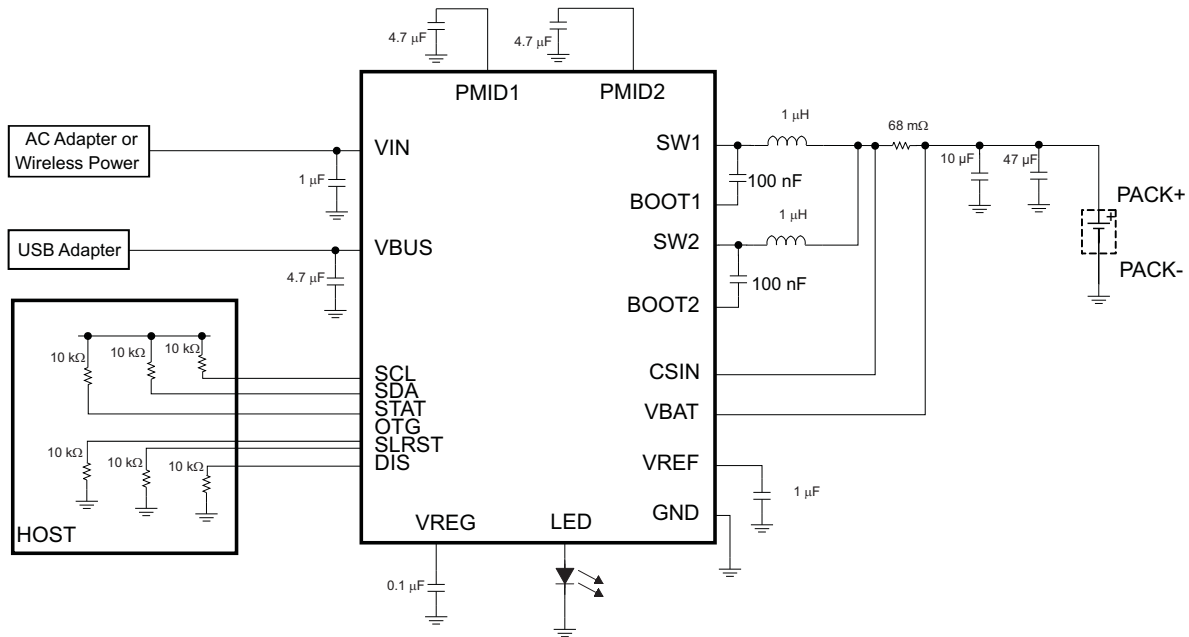 4.7 μF
4.7 μF
PMID1
PMID2
AC Adapter or
Wireless Power
VIN
1 μF
USB Adapter
VBUS
4.7 μF
10 kΩ
10 kΩ
10 kΩ
SCL
SDA
STAT
OTG
SLRST
DIS
10 kΩ
10 kΩ
10 kΩ
HOST
VREG
LED
0.1 μF
SW1
1 μH
68 mΩ
100 nF
BOOT1
10 μF
47 μF
PACK+
+
SW2
1 μH
PACK-
100 nF
BOOT2
CSIN
VBAT
VREF
1 μF
GND